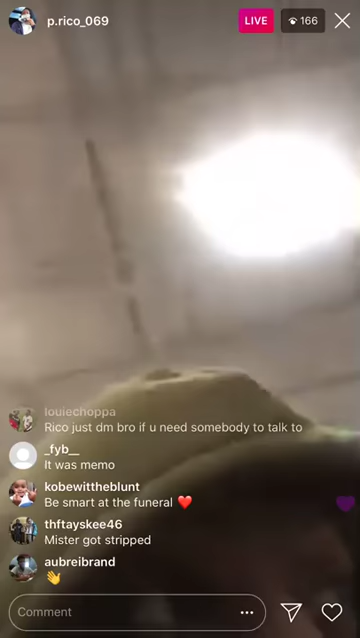 p.rico_069
LIVE
166
louiechoppa
Rico just dm bro if u need somebody to talk to
_fyb__
It was memo
kobewittheblunt
Be smart at the funeral ❤️
thftayskee46
Mister got stripped
aubreibrand
👋
Comment